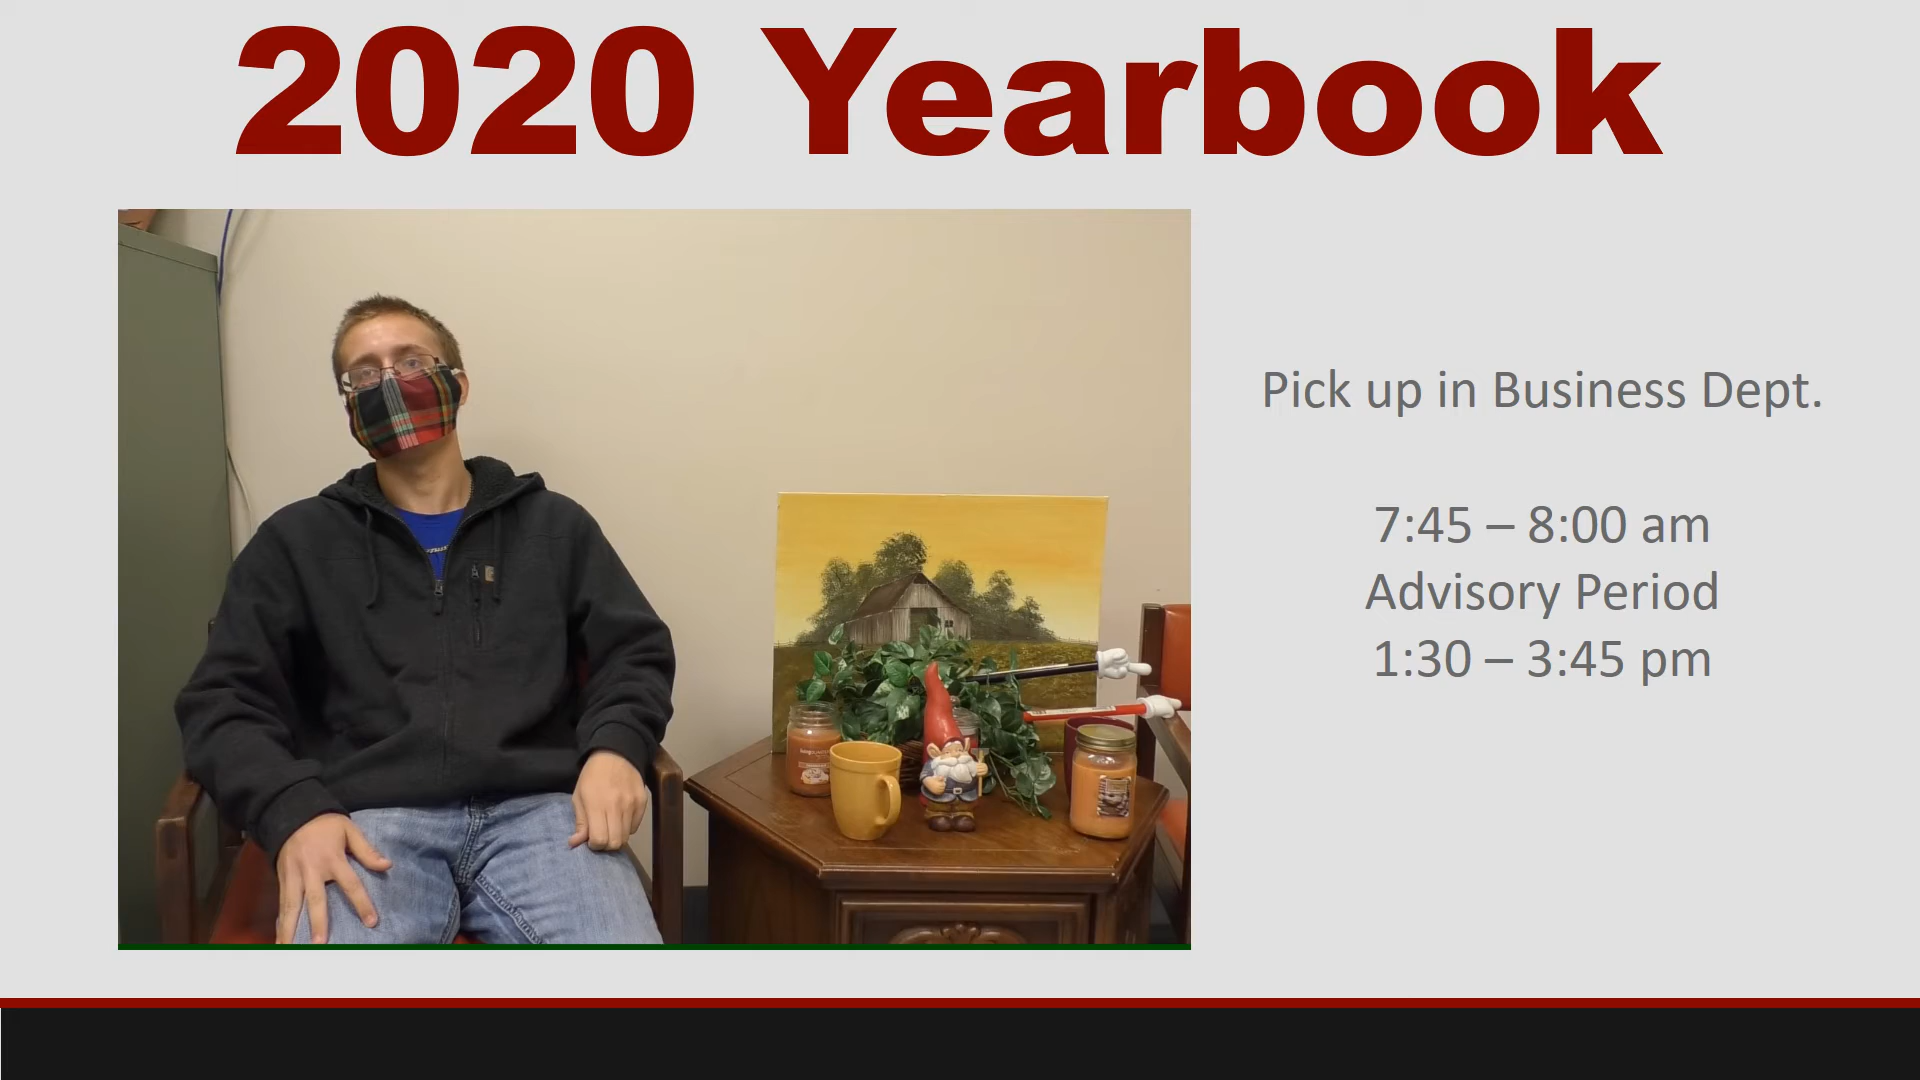 2020 Yearbook
Pick up in Business Dept.
7:45 – 8:00 am
Advisory Period
1:30 – 3:45 pm